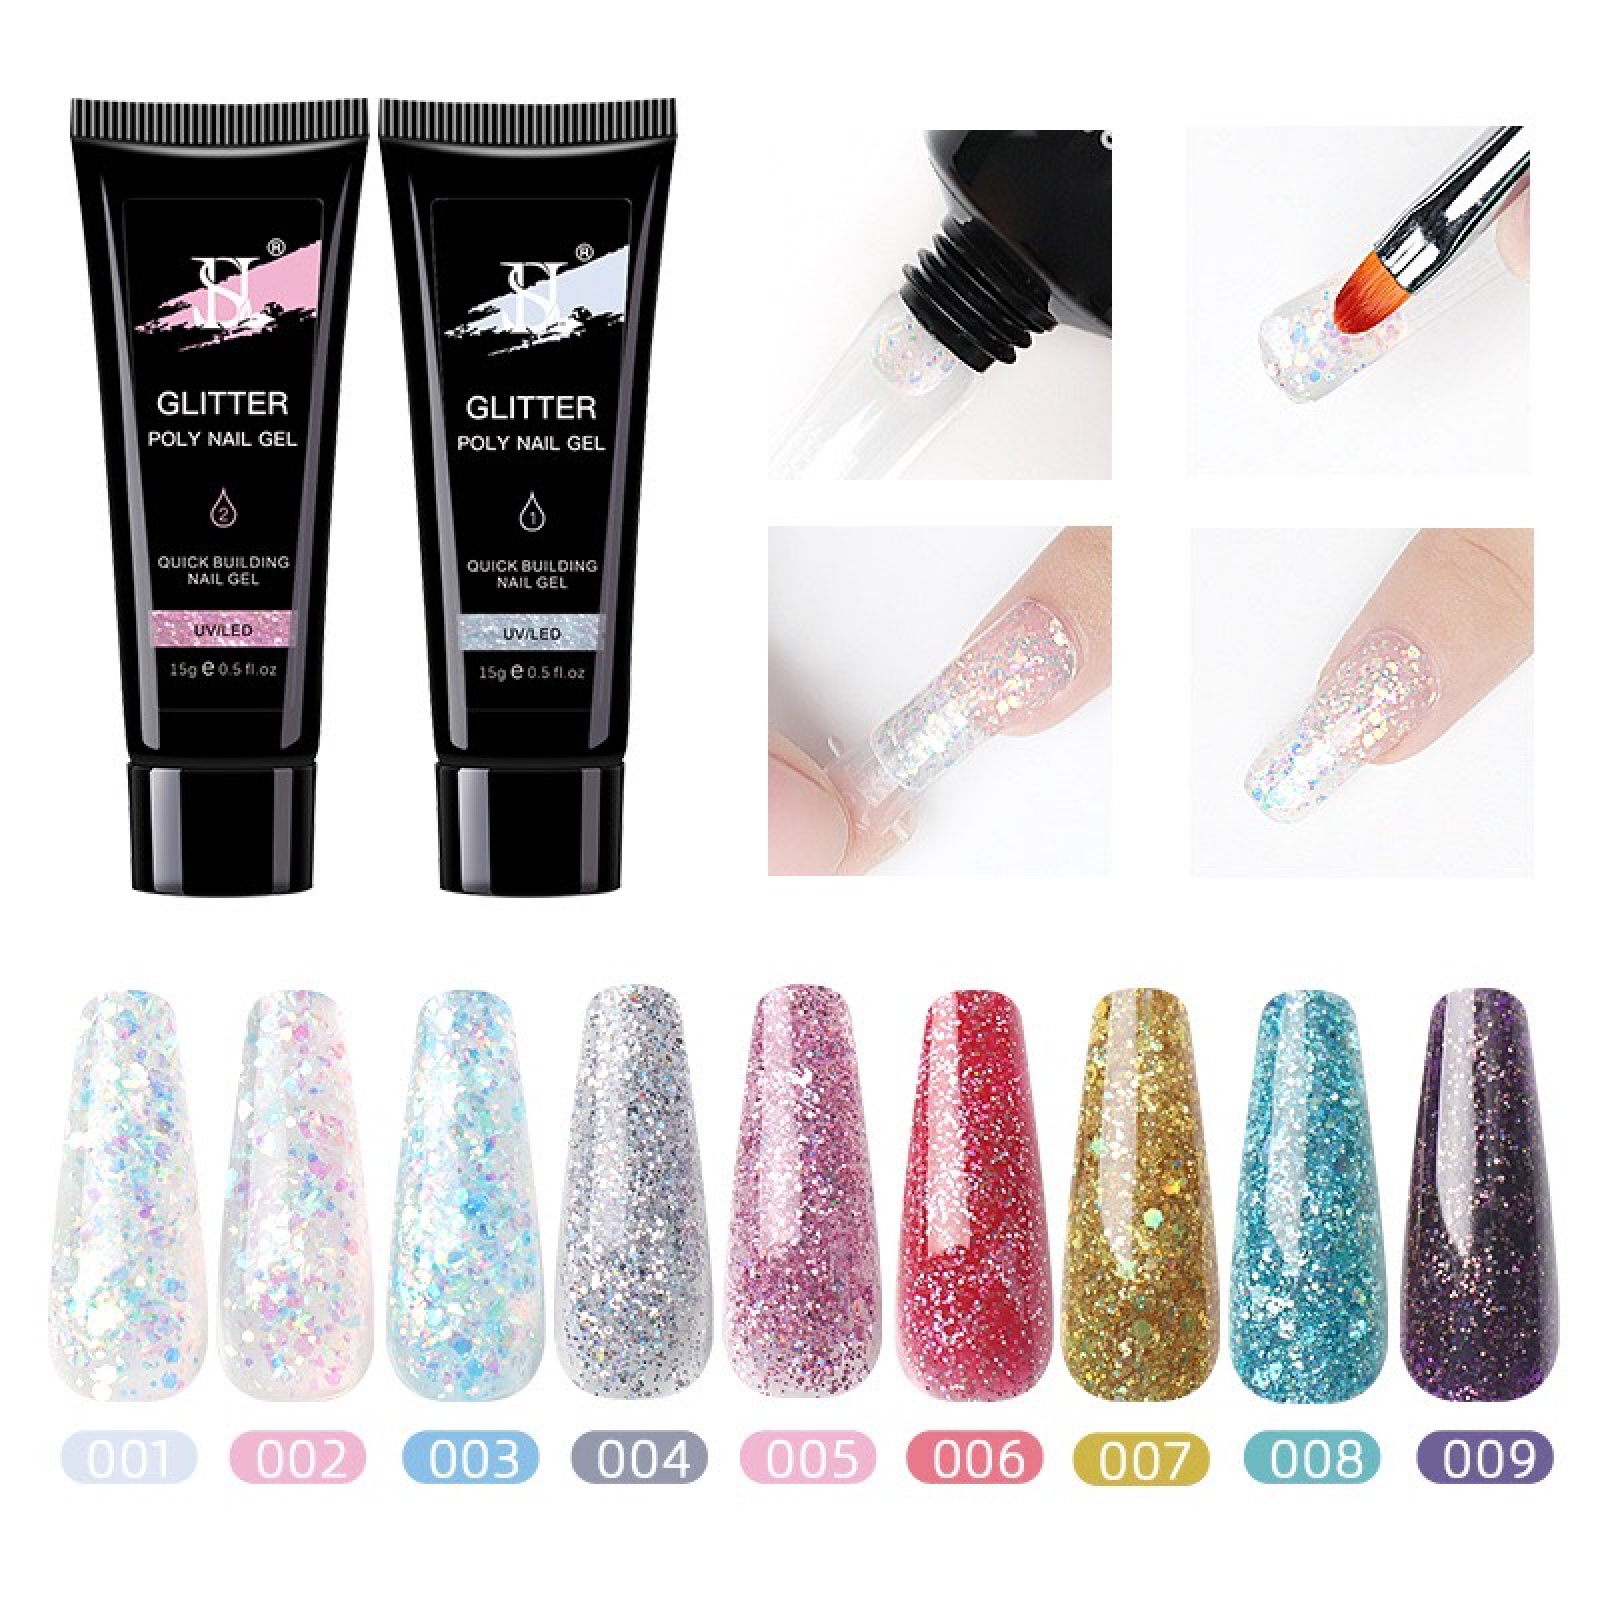 ®
GLITTER
POLY NAIL GEL
2
QUICK BUILDING
NAIL GEL
UV/LED
15g e 0.5 fl.oz
®
GLITTER
POLY NAIL GEL
1
QUICK BUILDING
NAIL GEL
UV/LED
15g e 0.5 fl.oz
001 002 003 004 005 006 007 008 009